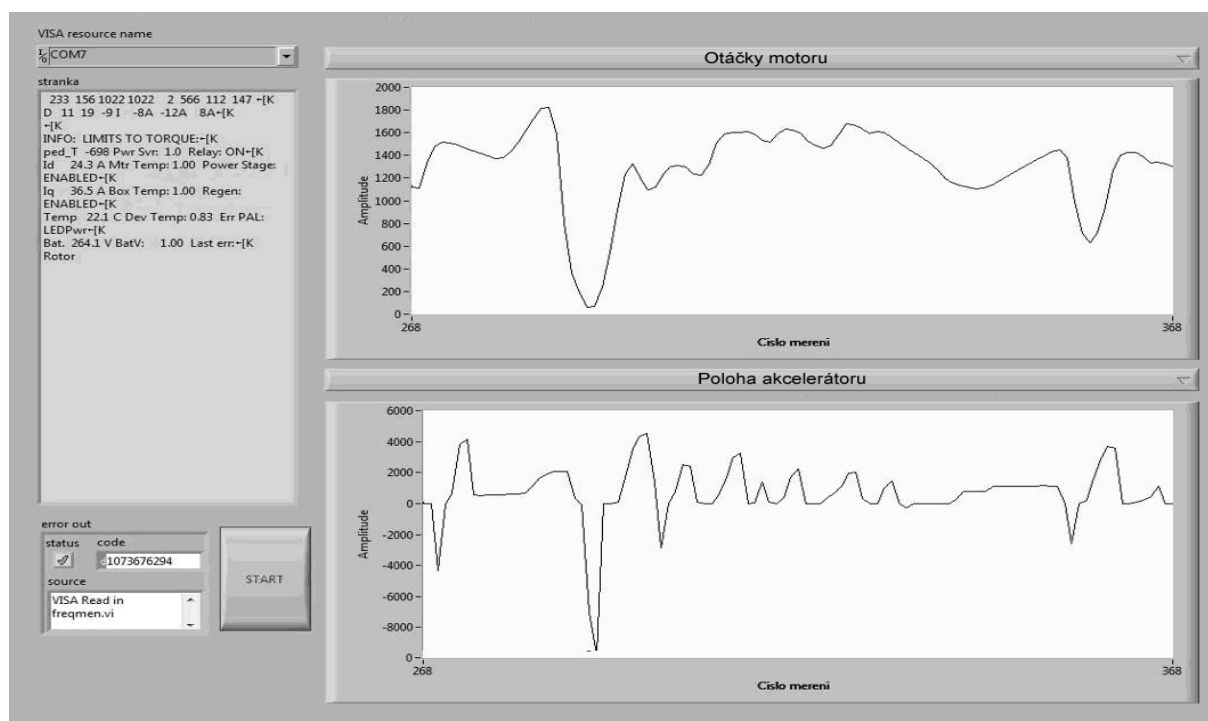 VISA resource name
COM7
stranka
233 156 1022 1022 2 566 112 147 ←[K
D 11 19 -9 I -8A -12A 8A←[K
←[K
INFO: LIMITS TO TORQUE:←[K
ped_T -698 Pwr Svr: 1.0 Relay: ON←[K
Id 24.3 A Mtr Temp: 1.00 Power Stage:
ENABLED←[K
Iq 36.5 A Box Temp: 1.00 Regen:
ENABLED←[K
Temp 22.1 C Dev Temp: 0.83 Err PAL:
LEDPwr←[K
Bat. 264.1 V BatV: 1.00 Last err:←[K
Rotor
error out
status code
1073676294
source
VISA Read in
freqmen.vi
START
Otáčky motoru
Amplitude
2000
1800
1600
1400
1200
1000
800
600
400
200
0
268 368
Cislo mereni
Poloha akcelerátoru
Amplitude
6000
4000
2000
0
-2000
-4000
-6000
-8000
0
268 368
Cislo mereni